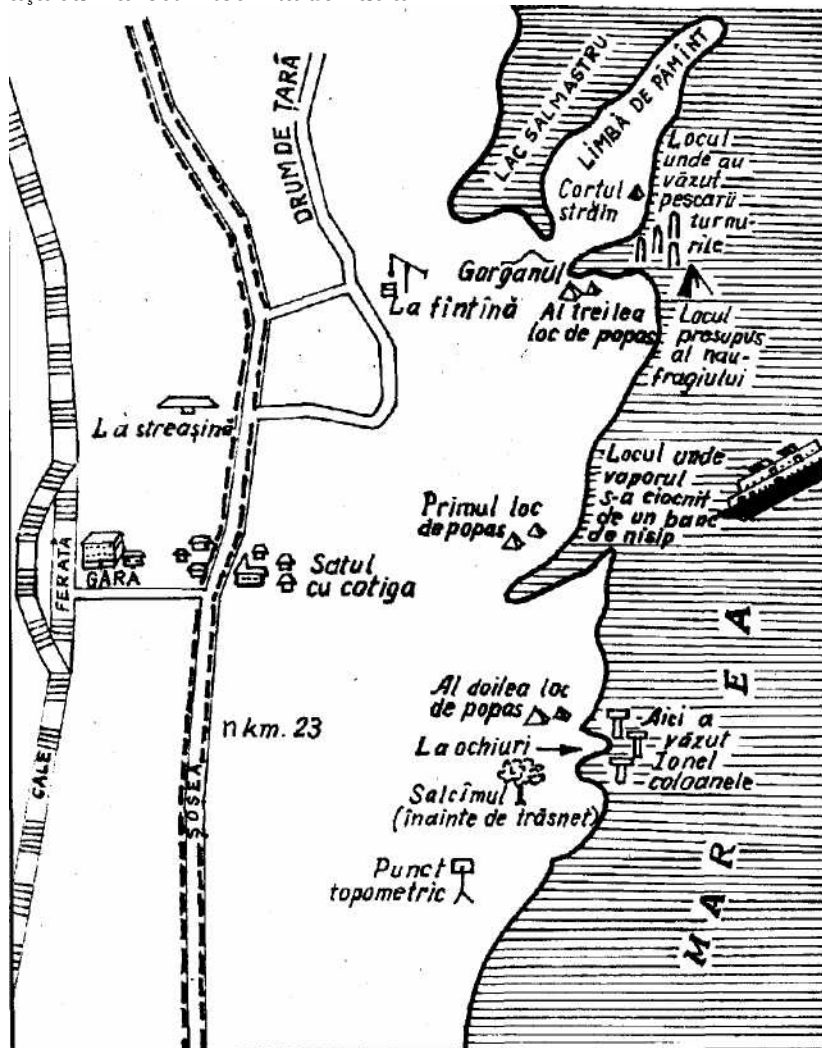 DRUM DE ȚARĂ
LAC SALMASTRU
LIMBĂ DE PĂMÎNT
Locul
unde au
văzut
pescarii
turnu-
rile
Cortul
străin
Gorganul
La fîntînă
Al treilea
loc de popas
Locul
presupus
al nau-
fragiului
La streașină
Locul unde
vaporul
s-a ciocnit
de un banc
de nisip
Primul loc
de popas
GARA
Satul
cu cotiga
CALE FERATĂ
ȘOSEA
n km. 23
Al doilea loc
de popas
Aici a
văzut
Ionel
coloanele
La ochiuri
Salcîmul
(înainte de trăsnet)
Punct
topometric
MAREA